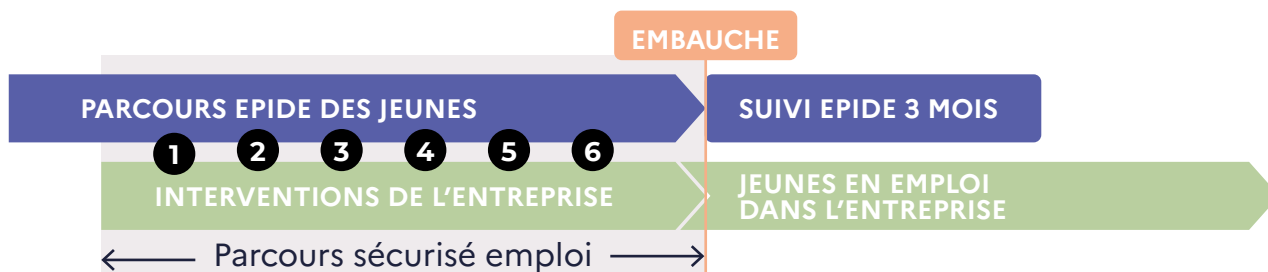 EMBAUCHE
PARCOURS EPIDE DES JEUNES
SUIVI EPIDE 3 MOIS
1 2 3 4 5 6
INTERVENTIONS DE L’ENTREPRISE
JEUNES EN EMPLOI
DANS L’ENTREPRISE
Parcours sécurisé emploi